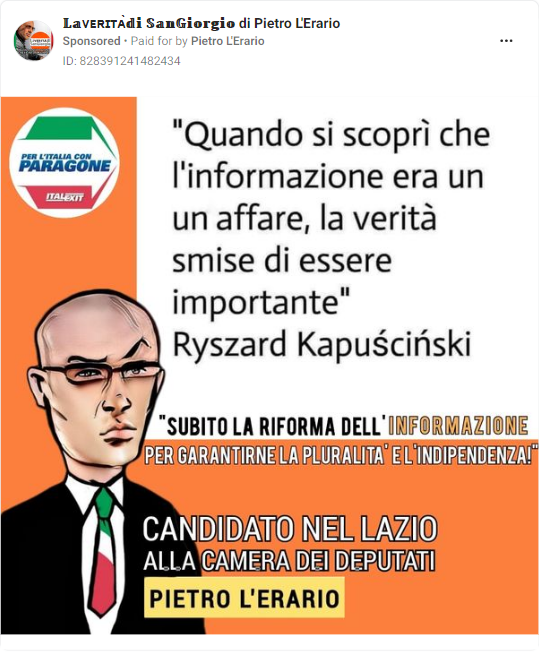 LaVERITÀdi SanGiorgio di Pietro L'Erario
Sponsored • Paid for by Pietro L'Erario
ID: 828391241482434
PER L'ITALIA CON
PARAGONE
ITALEXIT
"Quando si scoprì che
l'informazione era un
un affare, la verità
smise di essere
importante"
Ryszard Kapuściński
"SUBITO LA RIFORMA DELL'INFORMAZIONE
PER GARANTIRNE LA PLURALITA' E L'INDIPENDENZA!"
CANDIDATO NEL LAZIO
ALLA CAMERA DEI DEPUTATI
PIETRO L'ERARIO